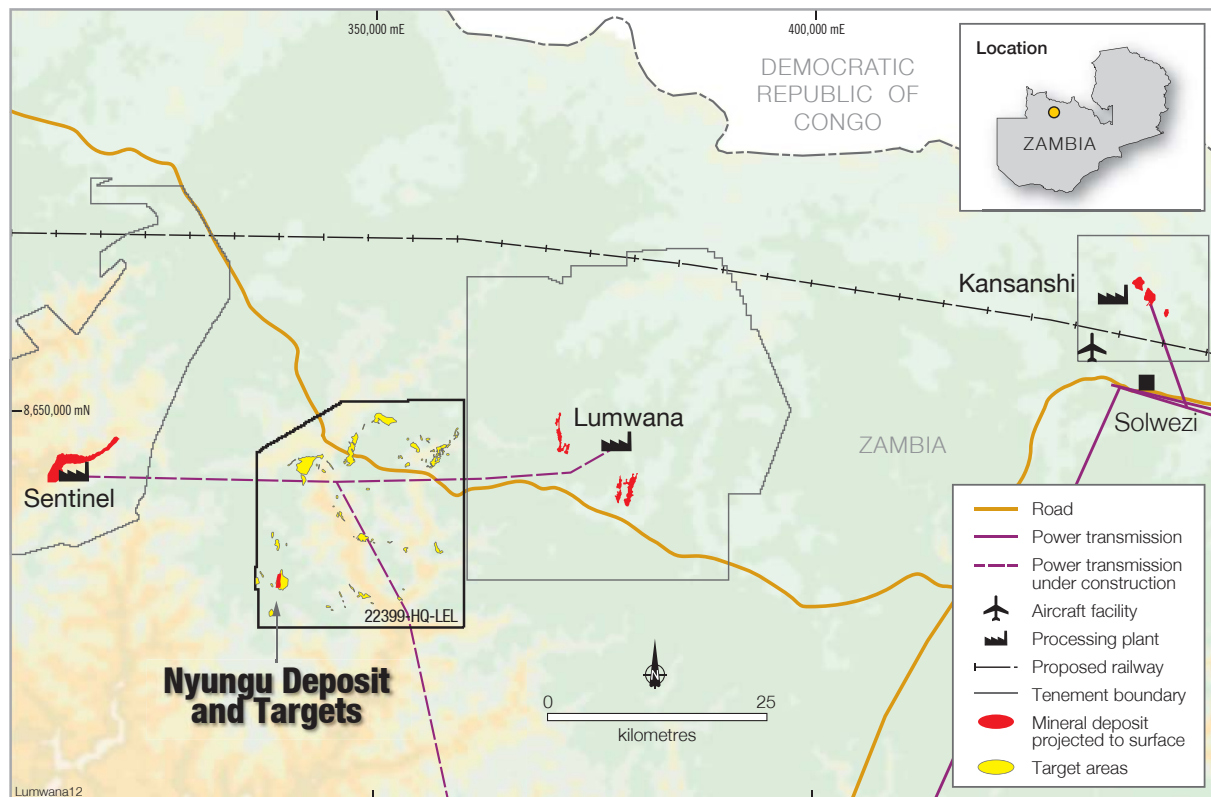 350,000 mE
400,000 mE
DEMOCRATIC
REPUBLIC OF
CONGO
Location
ZAMBIA
Kansanshi
8,650,000 mN
Solwezi
Lumwana
ZAMBIA
Sentinel
22399-HQ-LEL
Nyungu Deposit
and Targets
N
0
25
kilometres
Road
Power transmission
Power transmission
under construction
Aircraft facility
Processing plant
Proposed railway
Tenement boundary
Mineral deposit
projected to surface
Target areas
Lumwana12